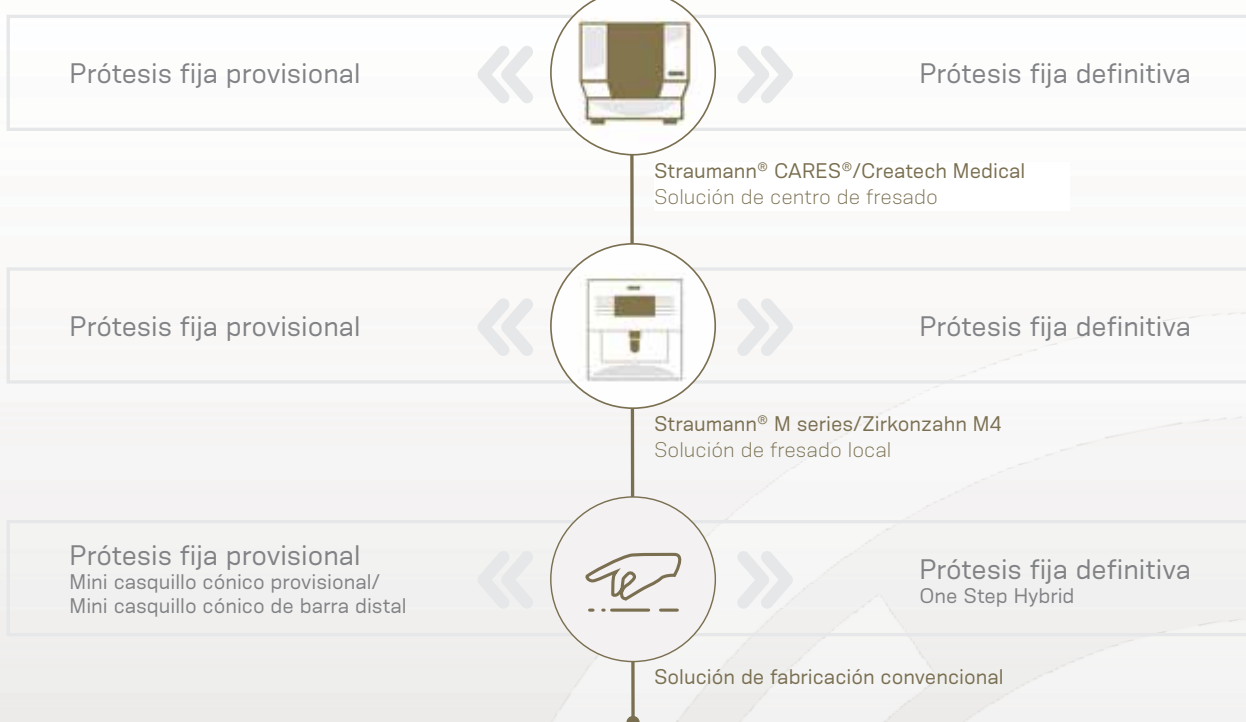 Prótesis fija provisional
Prótesis fija definitiva
Straumann® CARES®/Createch Medical
Solución de centro de fresado
Prótesis fija provisional
Prótesis fija definitiva
Straumann® M series/Zirkonzahn M4
Solución de fresado local
Prótesis fija provisional
Mini casquillo cónico provisional/
Mini casquillo cónico de barra distal
Prótesis fija definitiva
One Step Hybrid
Solución de fabricación convencional